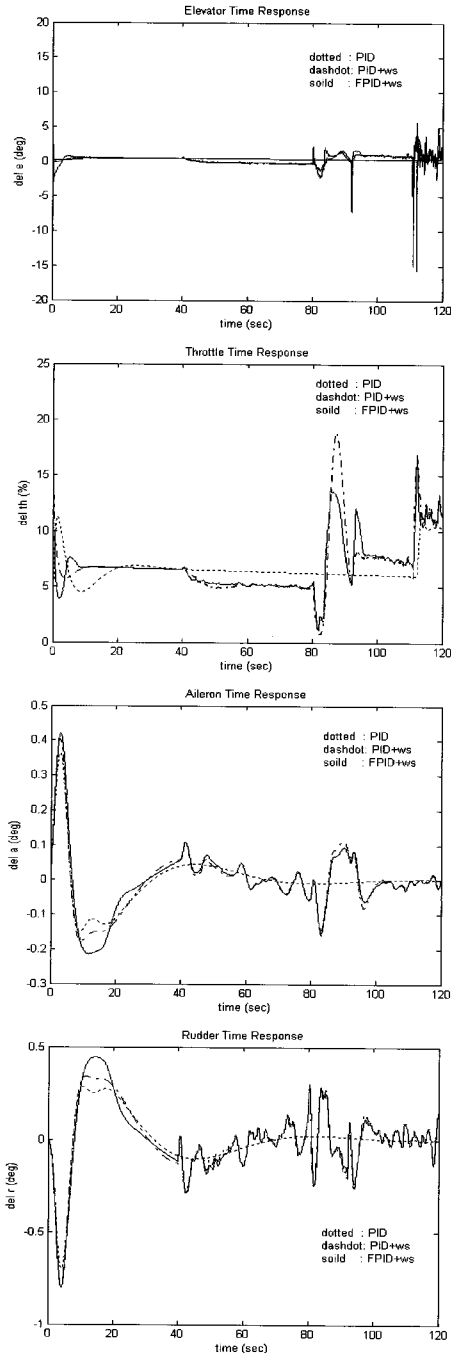 Elevator Time Response
20
15
10
5
0
-5
-10
-15
-20
del e (deg)
dotted : PID
dashdot: PID+ws
soild : FPID+ws
0 20 40 60 80 100 120
time (sec)
Throttle Time Response
25
20
15
10
5
0
del th (%)
dotted : PID
dashdot: PID+ws
soild : FPID+ws
0 20 40 60 80 100 120
time (sec)
Aileron Time Response
0.5
0.4
0.3
0.2
0.1
0
-0.1
-0.2
-0.3
del a (deg)
dotted : PID
dashdot: PID+ws
soild : FPID+ws
0 20 40 60 80 100 120
time (sec)
Rudder Time Response
0.5
0
-0.5
-1
del r (deg)
dotted : PID
dashdot: PID+ws
soild : FPID+ws
0 20 40 60 80 100 120
time (sec)